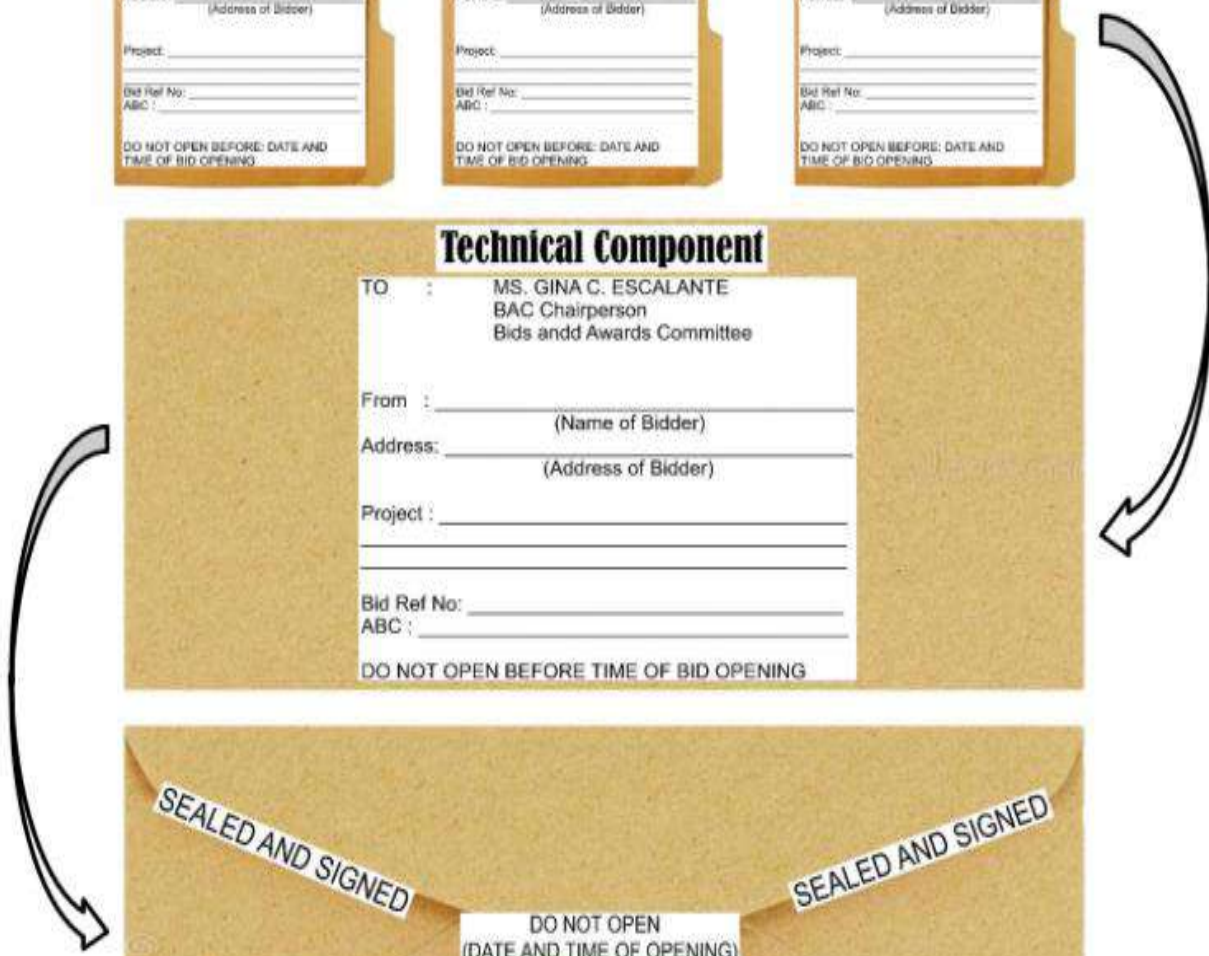 (Address of Bidder)
Project:
Bid Ref No:
ABC :
DO NOT OPEN BEFORE: DATE AND
TIME OF BID OPENING
(Address of Bidder)
Project:
Bid Ref No:
ABC :
DO NOT OPEN BEFORE: DATE AND
TIME OF BID OPENING
(Address of Bidder)
Project:
Bid Ref No:
ABC :
DO NOT OPEN BEFORE: DATE AND
TIME OF BID OPENING
Technical Component
TO : MS. GINA C. ESCALANTE
BAC Chairperson
Bids andd Awards Committee
From :
(Name of Bidder)
Address:
(Address of Bidder)
Project :
Bid Ref No:
ABC :
DO NOT OPEN BEFORE TIME OF BID OPENING
SEALED AND SIGNED
SEALED AND SIGNED
DO NOT OPEN
(DATE AND TIME OF OPENING)